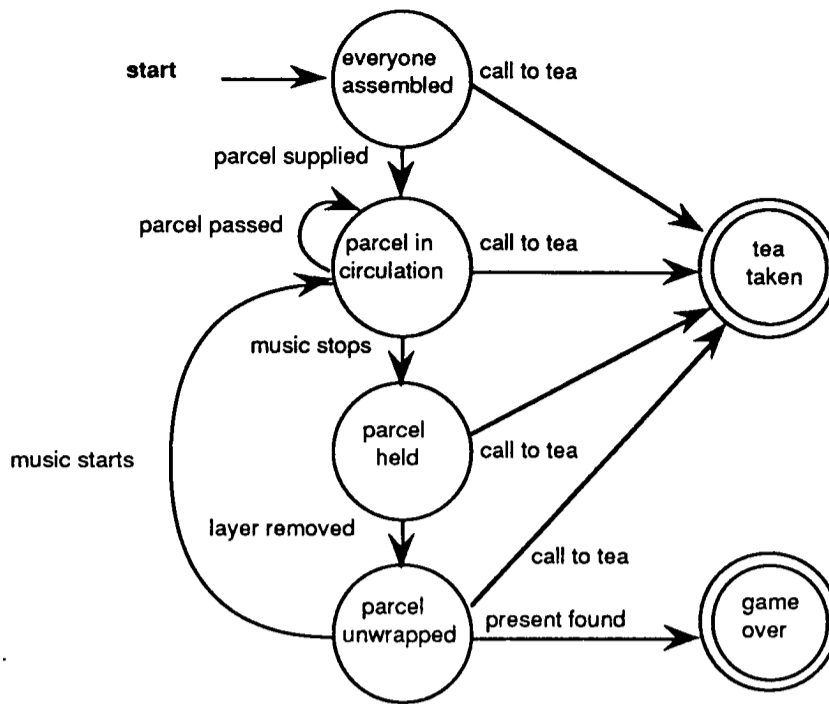 start
everyone
assembled
call to tea
parcel supplied
parcel passed
parcel in
circulation
call to tea
tea
taken
music stops
parcel
held
call to tea
music starts
layer removed
call to tea
parcel
unwrapped
present found
game
over